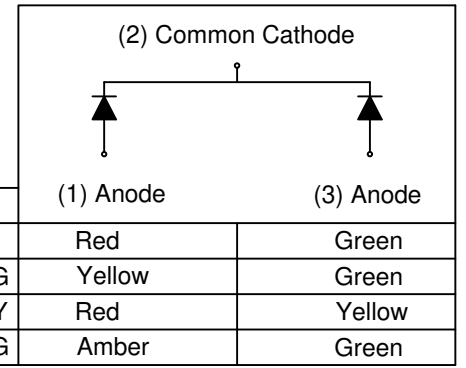 (2) Common Cathode
(1) Anode (3) Anode
Red Green
G Yellow Green
Y Red Yellow
G Amber Green